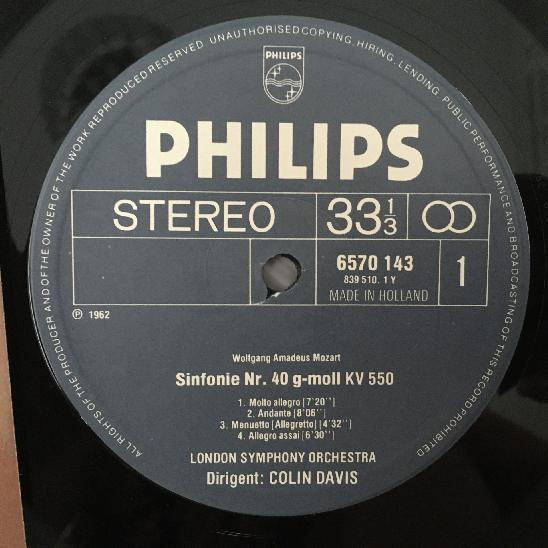 ALL RIGHTS OF THE PRODUCER AND OF THE OWNER OF THE WORK REPRODUCED RESERVED. UNAUTHORISED COPYING, HIRING, LENDING, PUBLIC PERFORMANCE AND BROADCASTING OF THIS RECORD PROHIBITED
PHILIPS
PHILIPS
STEREO 33 1/3
6570 143 1
839 510. 1 Y
MADE IN HOLLAND
℗ 1962
Wolfgang Amadeus Mozart
Sinfonie Nr. 40 g-moll KV 550
1. Molto allegro [7'20'']
2. Andante [8'06'']
3. Menuetto [Allegretto] [4'32'']
4. Allegro assai [6'30'']
LONDON SYMPHONY ORCHESTRA
Dirigent: COLIN DAVIS